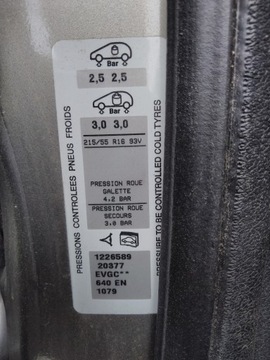 PRESSIONS CONTROLEES PNEUS FROIDS
Bar
2,5 2,5
Bar
3,0 3,0
215/55 R16 93V
PRESSION ROUE
GALETTE
4.2 BAR
PRESSION ROUE
SECOURS
3.0 BAR
1226589
20377
EVGC**
640 EN
1079
PRESSURE TO BE CONTROLLED COLD TYRES